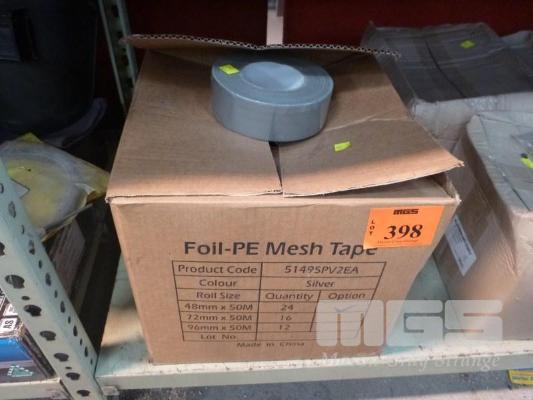 MGS
LOT
398
Foil-PE Mesh Tape
Product Code 51495PV2EA
Colour Silver
Roll Size Quantity Option
48mm x 50M 24
72mm x 50M 16
96mm x 50M 12
Lot No.
Made in China
MGS